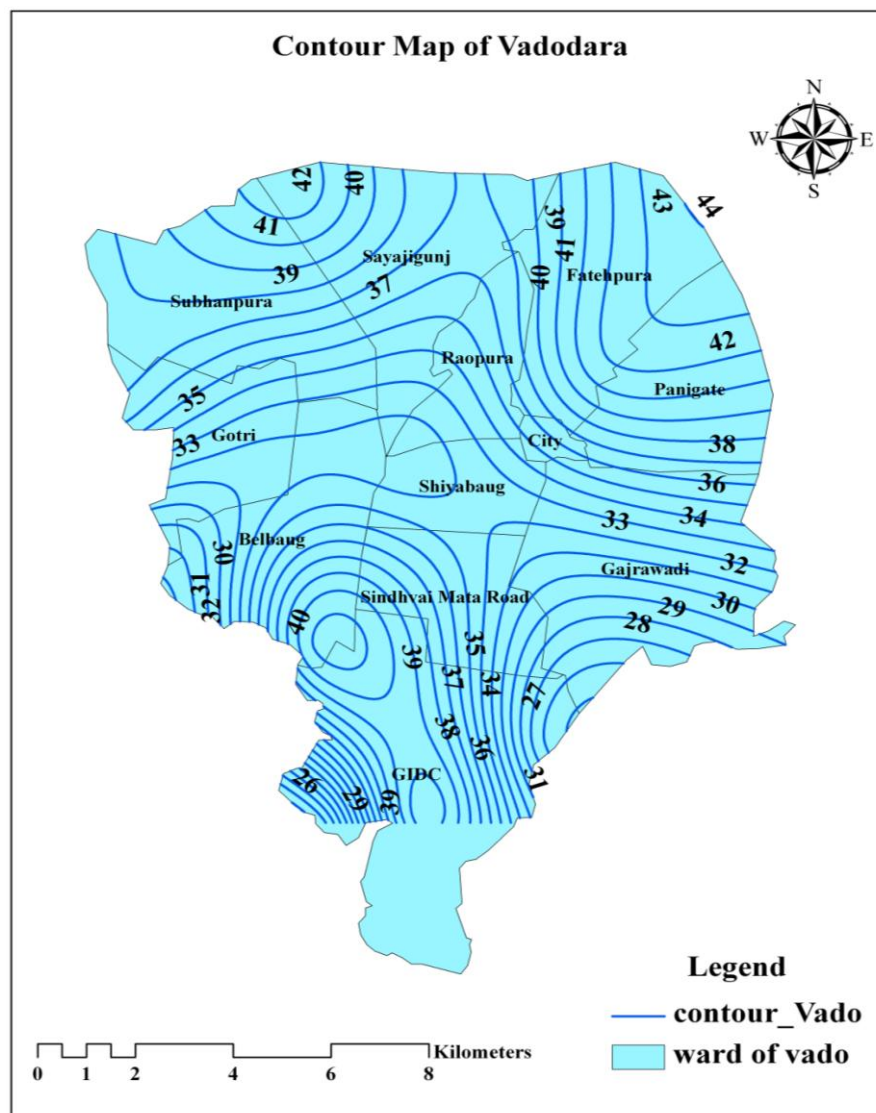 Contour Map of Vadodara
N
W E
S
42
40
43
44
41
39
41
Sayajigunj
40
Fatehpura
39
37
Subhanpura
42
Raopura
Panigate
35
33
Gotri
City
38
36
Shiyabaug
33
34
Belbaug
30
32
Gajrawadi
31
32
Sindhvai Mata Road
30
29
28
40
35
39
37
34
27
38
36
GIDC
31
26
29
39
Legend
contour_Vado
ward of vado
Kilometers
0 1 2 4 6 8